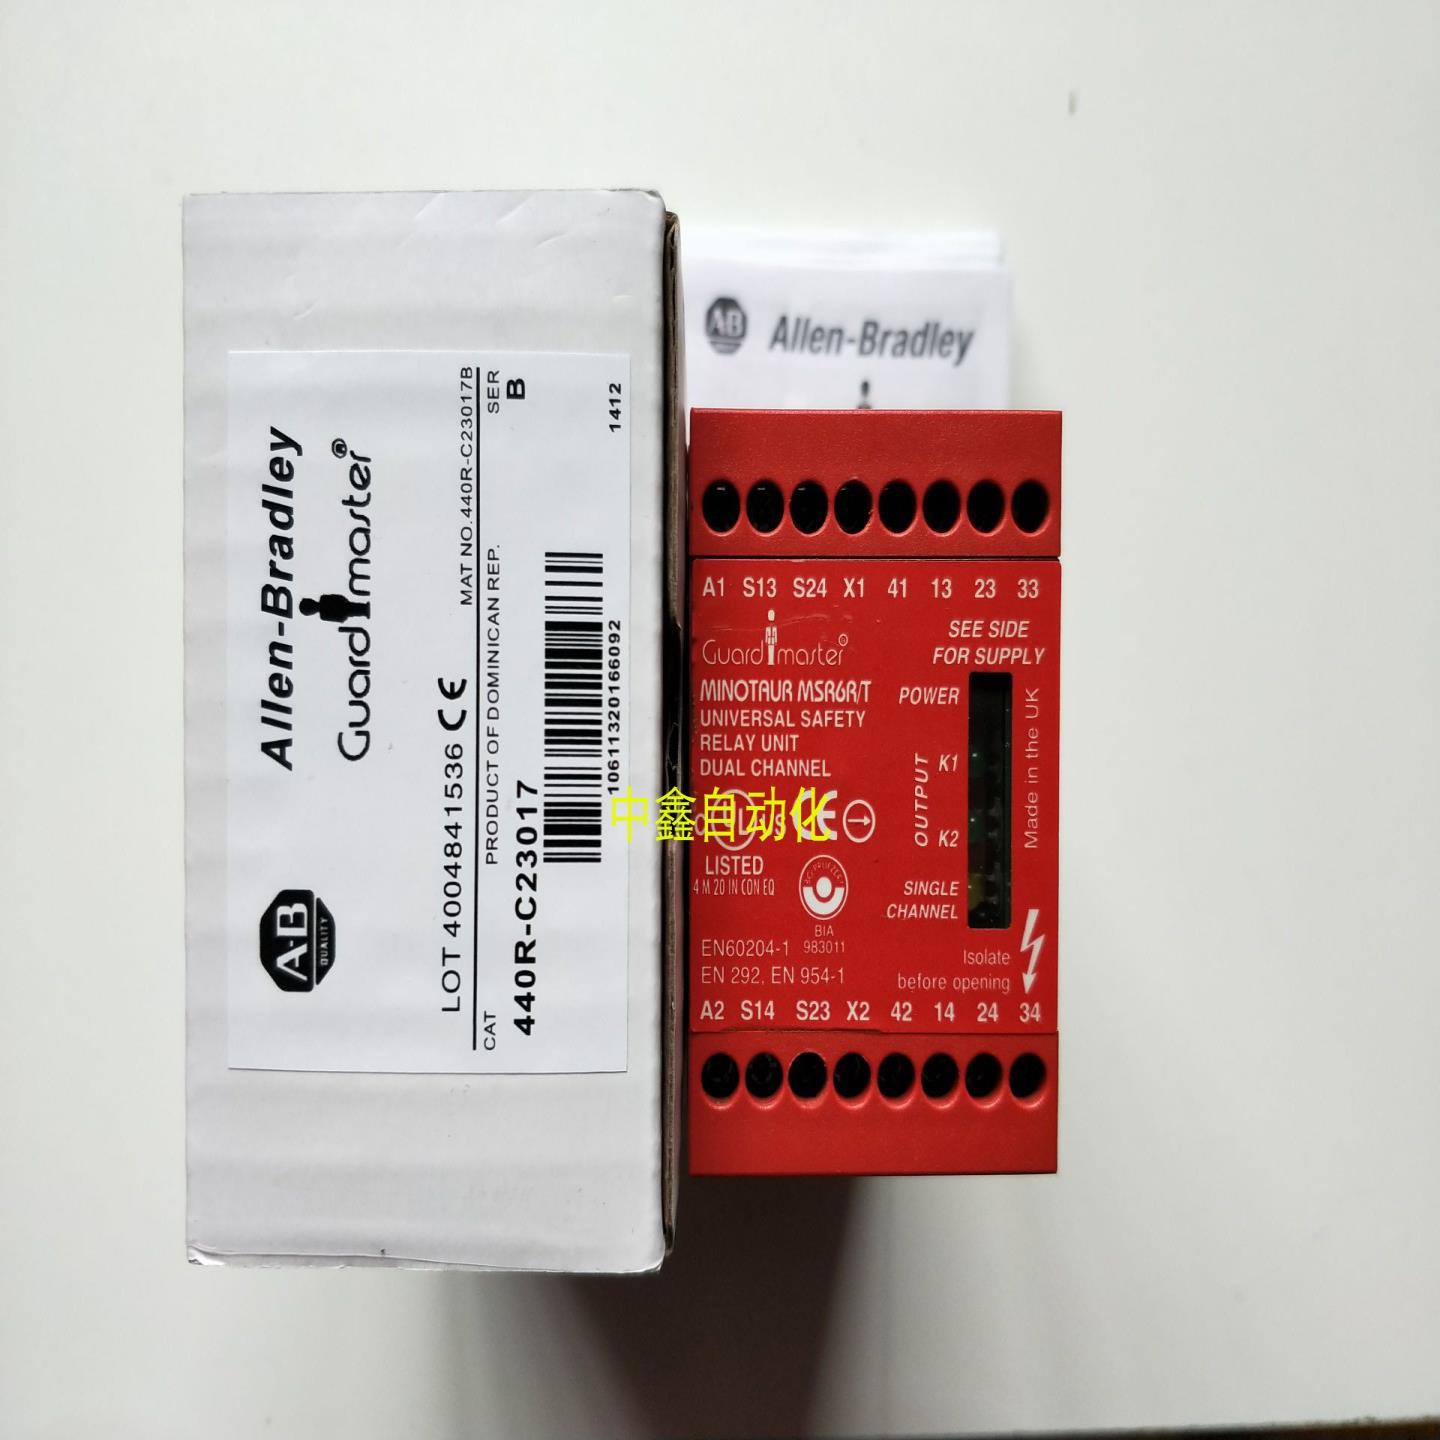 Allen-Bradley
Guardmaster®
A-B
QUALITY
LOT 4004841536 CE
MAT NO.440R-C23017B
CAT
PRODUCT OF DOMINICAN REP.
SER
440R-C23017
B
10611320166092
1412
AB
Allen-Bradley
A1 S13 S24 X1 41 13 23 33
Guardmaster®
SEE SIDE
FOR SUPPLY
MINOTAUR MSR6R/T
UNIVERSAL SAFETY
RELAY UNIT
DUAL CHANNEL
POWER
OUTPUT
K1
K2
SINGLE
CHANNEL
Made in the UK
中鑫自动化
CE
LISTED
4 M 20 IN CON EQ
BIA
983011
EN60204-1
EN 292, EN 954-1
Isolate
before opening
A2 S14 S23 X2 42 14 24 34